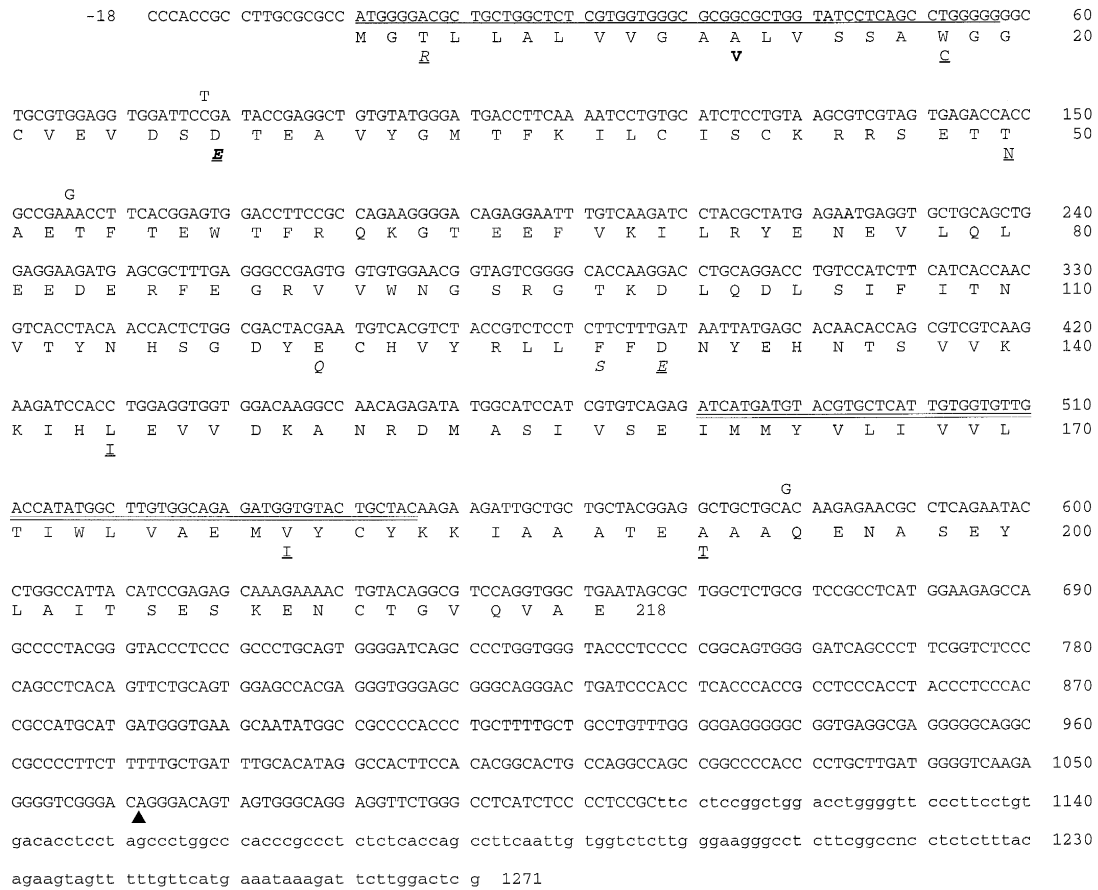 -18 CCCACCGC CTTGCGCGCC ATGGGGACGC TGCTGGCTCT CGTGGTGGGC GCGGCGCTGG TATCCTCAGC CTGGGGGGGC 60
M G T L L A L V V G A A L V S S A W G G 20
R V C
T
TGCGTGGAGG TGGATTCCGA TACCGAGGCT GTGTATGGGA TGACCTTCAA AATCCTGTGC ATCTCCTGTA AGCGTCGTAG TGAGACCACC 150
C V E V D S D T E A V Y G M T F K I L C I S C K R R S E T T 50
E N
G
GCCGAAACCT TCACGGAGTG GACCTTCCGC CAGAAGGGGA CAGAGGAATT TGTCAAGATC CTACGCTATG AGAATGAGGT GCTGCAGCTG 240
A E T F T E W T F R Q K G T E E F V K I L R Y E N E V L Q L 80
GAGGAAGATG AGCGCTTTGA GGGCCGAGTG GTGTGGAACG GTAGTCGGGG CACCAAGGAC CTGCAGGACC TGTCCATCTT CATCACCAAC 330
E E D E R F E G R V V W N G S R G T K D L Q D L S I F I T N 110
GTCACCTACA ACCACTCTGG CGACTACGAA TGTCACGTCT ACCGTCTCCT CTTCTTTGAT AATTATGAGC ACAACACCAG CGTCGTCAAG 420
V T Y N H S G D Y E C H V Y R L L F F D N Y E H N T S V V K 140
Q S E
AAGATCCACC TGGAGGTGGT GGACAAGGCC AACAGAGATA TGGCATCCAT CGTGTCAGAG ATCATGATGT ACGTGCTCAT TGTGGTGTTG 510
K I H L E V V D K A N R D M A S I V S E I M M Y V L I V V L 170
I
G
ACCATATGGC TTGTGGCAGA GATGGTGTAC TGCTACAAGA AGATTGCTGC TGCTACGGAG GCTGCTGCAC AAGAGAACGC CTCAGAATAC 600
T I W L V A E M V Y C Y K K I A A A T E A A A Q E N A S E Y 200
I T
CTGGCCATTA CATCCGAGAG CAAAGAAAAC TGTACAGGCG TCCAGGTGGC TGAATAGCGC TGGCTCTGCG TCCGCCTCAT GGAAGAGCCA 690
L A I T S E S K E N C T G V Q V A E 218
GCCCCTACGG GTACCCTCCC GCCCTGCAGT GGGGATCAGC CCCTGGTGGG TACCCTCCCC CGGCAGTGGG GATCAGCCCT TCGGTCTCCC 780
CAGCCTCACA GTTCTGCAGT GGAGCCACGA GGGTGGGAGC GGGCAGGGAC TGATCCCACC TCACCCACCG CCTCCCACCT ACCCTCCCAC 870
CGCCATGCAT GATGGGTGAA GCAATATGGC CGCCCCACCC TGCTTTTGCT GCCTGTTTGG GGGAGGGGGC GGTGAGGCGA GGGGGCAGGC 960
CGCCCCTTCT TTTTGCTGAT TTGCACATAG GCCACTTCCA CACGGCACTG CCAGGCCAGC CGGCCCCACC CCTGCTTGAT GGGGTCAAGA 1050
GGGGTCGGGA CAGGGACAGT AGTGGGCAGG AGGTTCTGGG CCTCATCTCC CCTCCGCttc ctccggctgg acctggggtt cccttcctgt 1140
gacacctcct agccctggcc cacccgccct ctctcaccag ccttcaattg tggtctcttg ggaagggcct cttcggccnc ctctctttac 1230
agaagtagtt tttgttcatg aaataaagat tcttggactc g 1271